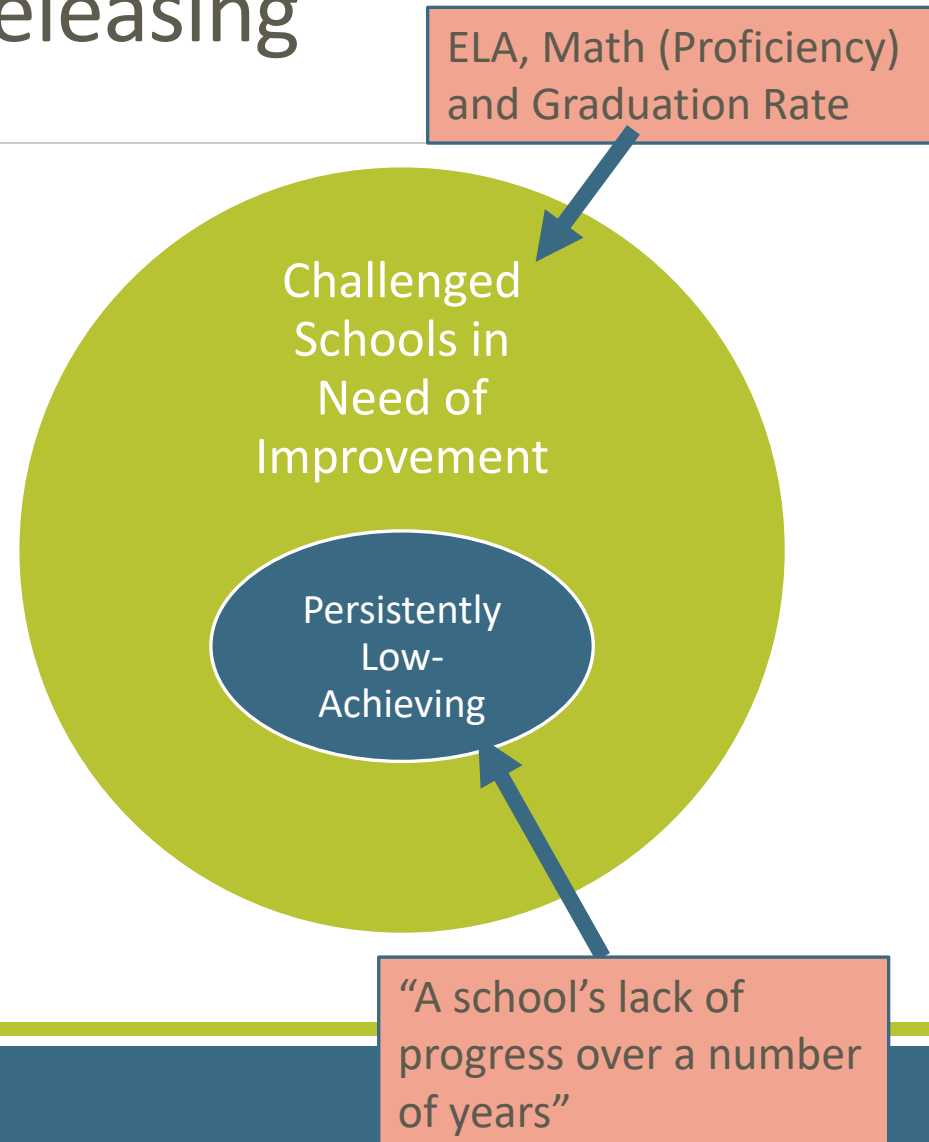 eleasing
ELA, Math (Proficiency)
and Graduation Rate
Challenged
Schools in
Need of
Improvement
Persistently
Low-
Achieving
“A school’s lack of
progress over a number
of years”